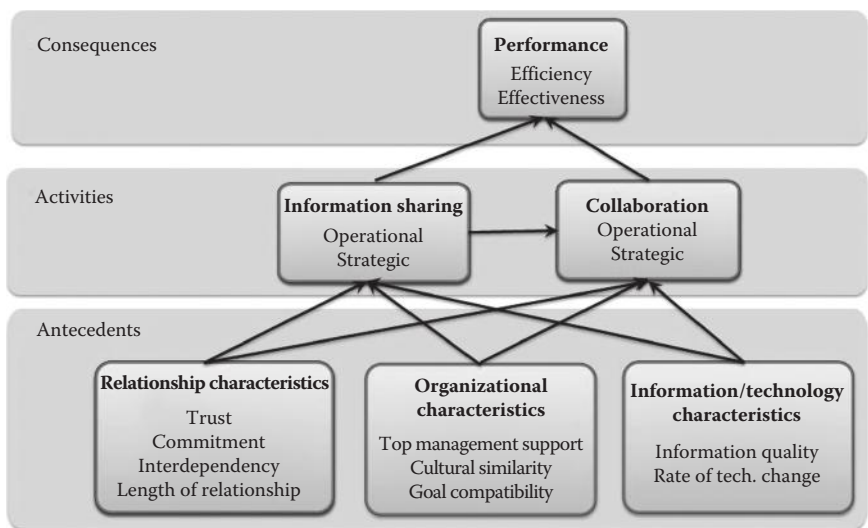 Consequences
Performance
Efficiency
Effectiveness
Activities
Information sharing
Operational
Strategic
Collaboration
Operational
Strategic
Antecedents
Relationship characteristics
Trust
Commitment
Interdependency
Length of relationship
Organizational
characteristics
Top management support
Cultural similarity
Goal compatibility
Information/technology
characteristics
Information quality
Rate of tech. change